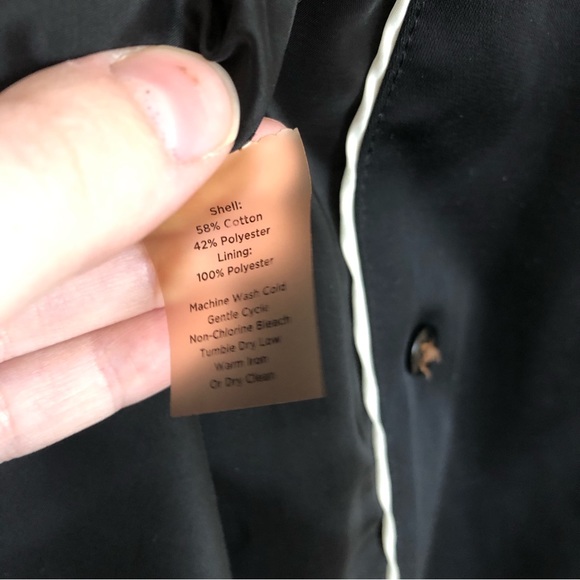 Shell:
58% Cotton
42% Polyester
Lining:
100% Polyester
Machine Wash Cold
Gentle Cycle
Non-Chlorine Bleach
Tumble Dry Low
Warm Iron
Or Dry Clean